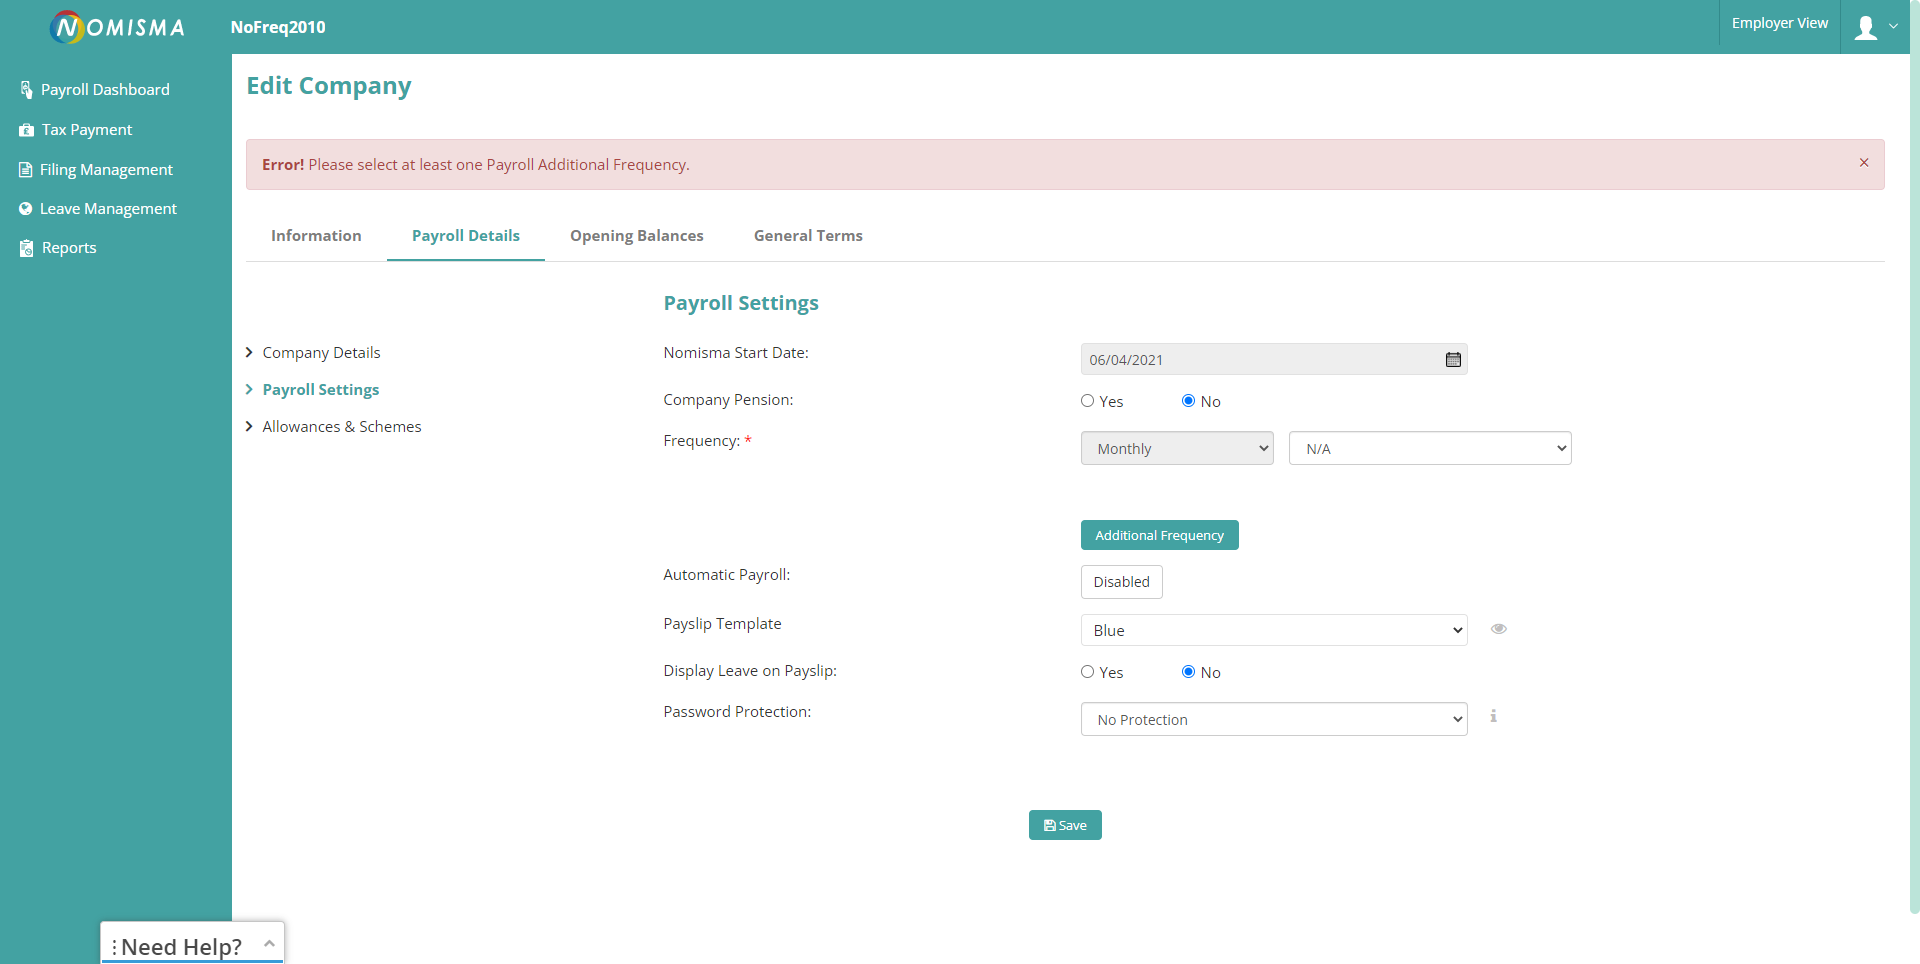 NOMISMA
NoFreq2010
Employer View
Payroll Dashboard
Tax Payment
Filing Management
Leave Management
Reports
Edit Company
Error! Please select at least one Payroll Additional Frequency.
×
Information
Payroll Details
Opening Balances
General Terms
Payroll Settings
Company Details
Payroll Settings
Allowances & Schemes
Nomisma Start Date:
06/04/2021
Company Pension:
Yes
No
Frequency: *
Monthly
N/A
Additional Frequency
Automatic Payroll:
Disabled
Payslip Template
Blue
Display Leave on Payslip:
Yes
No
Password Protection:
No Protection
Save
Need Help?